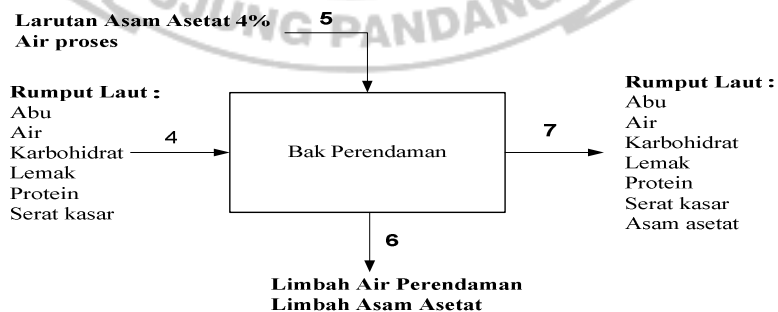 UJUNG PANDANG
Larutan Asam Asetat 4%
Air proses
5
Rumput Laut :
Abu
Air
Karbohidrat
Lemak
Protein
Serat kasar
4
Bak Perendaman
7
Rumput Laut :
Abu
Air
Karbohidrat
Lemak
Protein
Serat kasar
Asam asetat
6
Limbah Air Perendaman
Limbah Asam Asetat